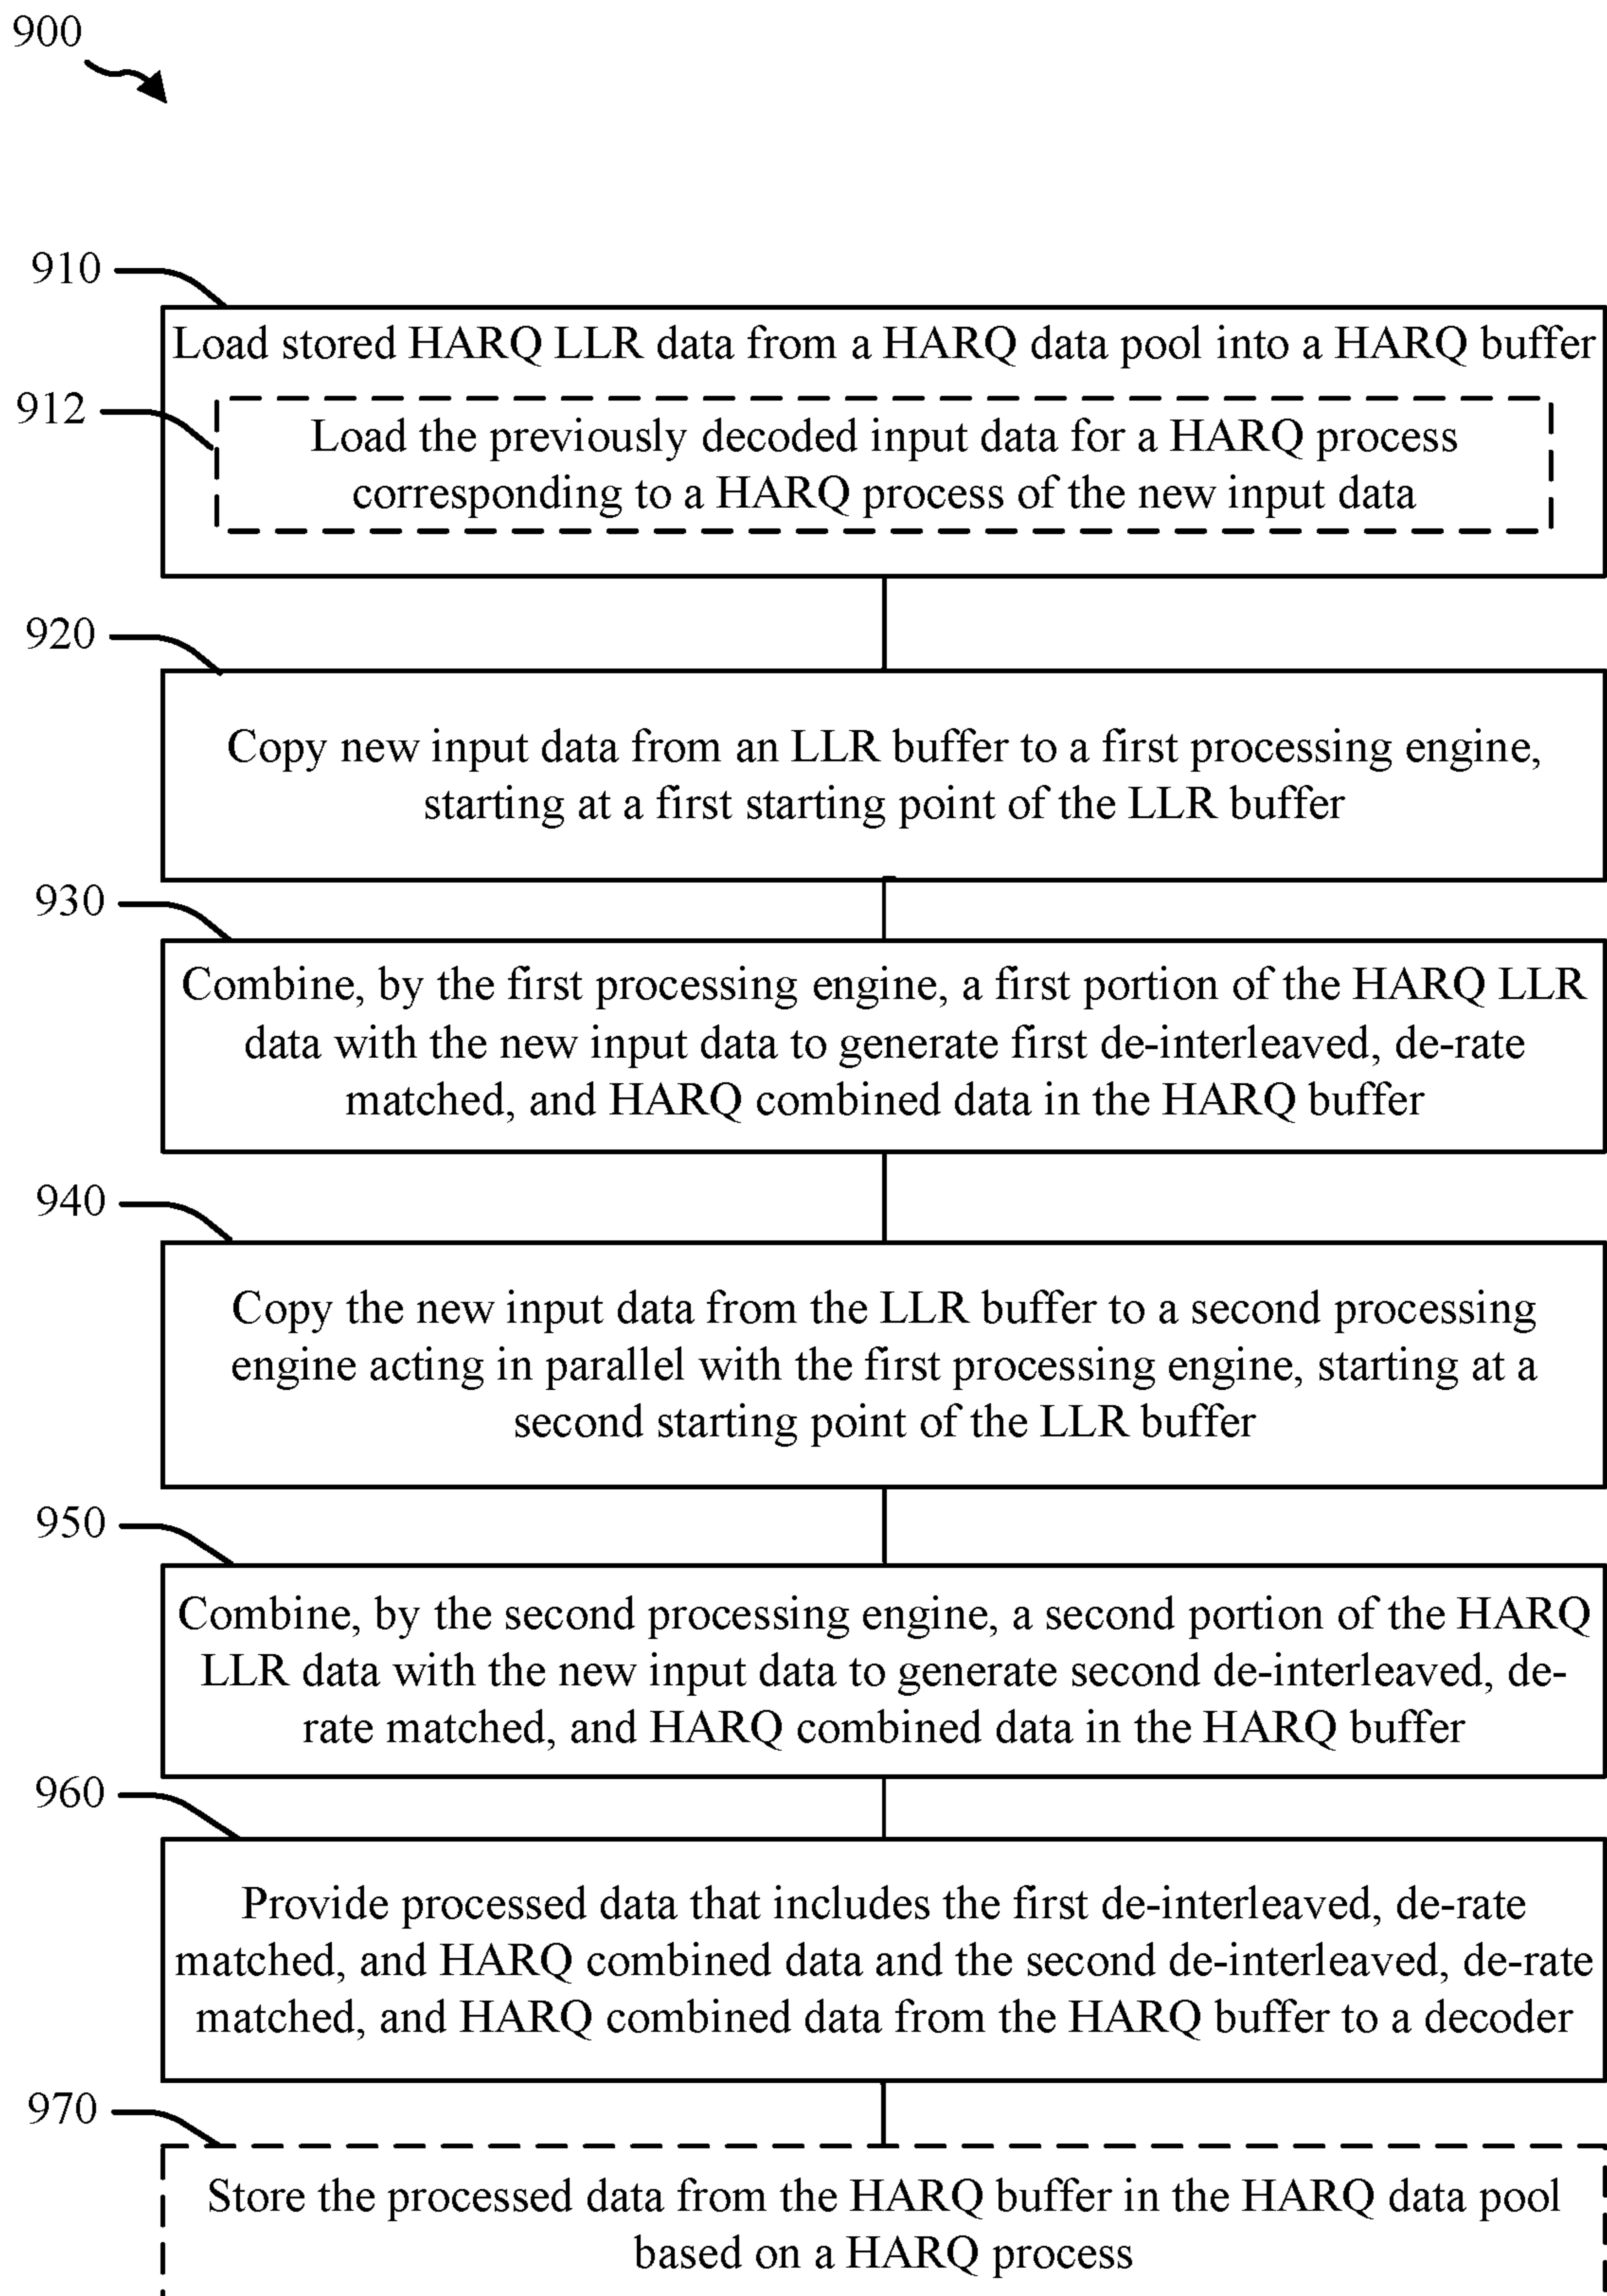 900
910
Load stored HARQ LLR data from a HARQ data pool into a HARQ buffer
912
Load the previously decoded input data for a HARQ process
corresponding to a HARQ process of the new input data
920
Copy new input data from an LLR buffer to a first processing engine,
starting at a first starting point of the LLR buffer
930
Combine, by the first processing engine, a first portion of the HARQ LLR
data with the new input data to generate first de-interleaved, de-rate
matched, and HARQ combined data in the HARQ buffer
940
Copy the new input data from the LLR buffer to a second processing
engine acting in parallel with the first processing engine, starting at a
second starting point of the LLR buffer
950
Combine, by the second processing engine, a second portion of the HARQ
LLR data with the new input data to generate second de-interleaved, de-
rate matched, and HARQ combined data in the HARQ buffer
960
Provide processed data that includes the first de-interleaved, de-rate
matched, and HARQ combined data and the second de-interleaved, de-rate
matched, and HARQ combined data from the HARQ buffer to a decoder
970
Store the processed data from the HARQ buffer in the HARQ data pool
based on a HARQ process